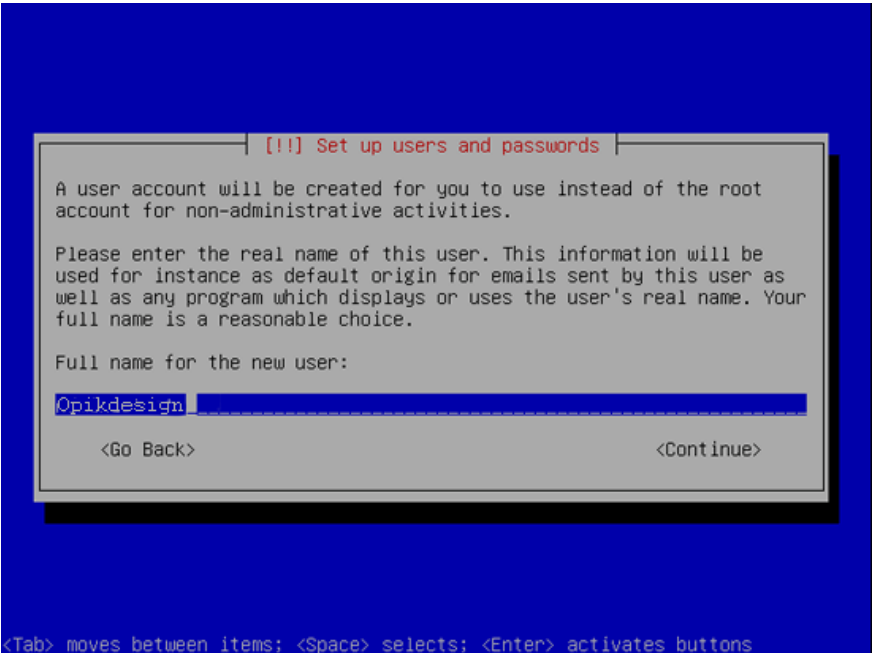 [!!] Set up users and passwords
A user account will be created for you to use instead of the root
account for non-administrative activities.
Please enter the real name of this user. This information will be
used for instance as default origin for emails sent by this user as
well as any program which displays or uses the user's real name. Your
full name is a reasonable choice.
Full name for the new user:
Opikdesign
<Go Back> <Continue>
<Tab> moves between items; <Space> selects; <Enter> activates buttons